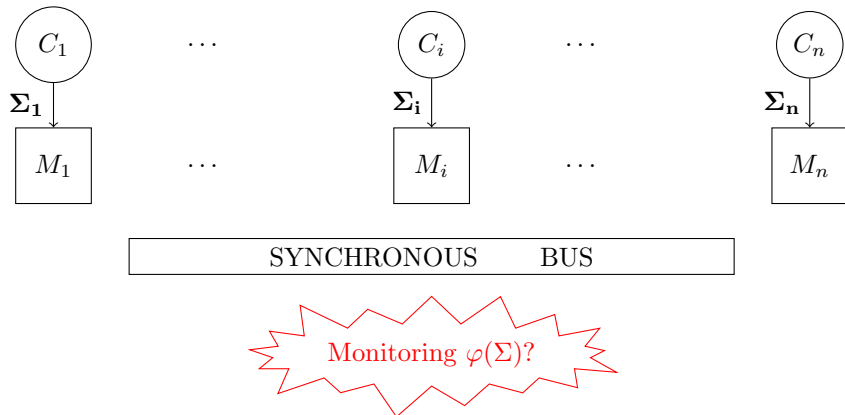 C₁ ⋯ Cᵢ ⋯ Cₙ
Σ₁ Σᵢ Σₙ
M₁ ⋯ Mᵢ ⋯ Mₙ
SYNCHRONOUS BUS
Monitoring φ(Σ)?